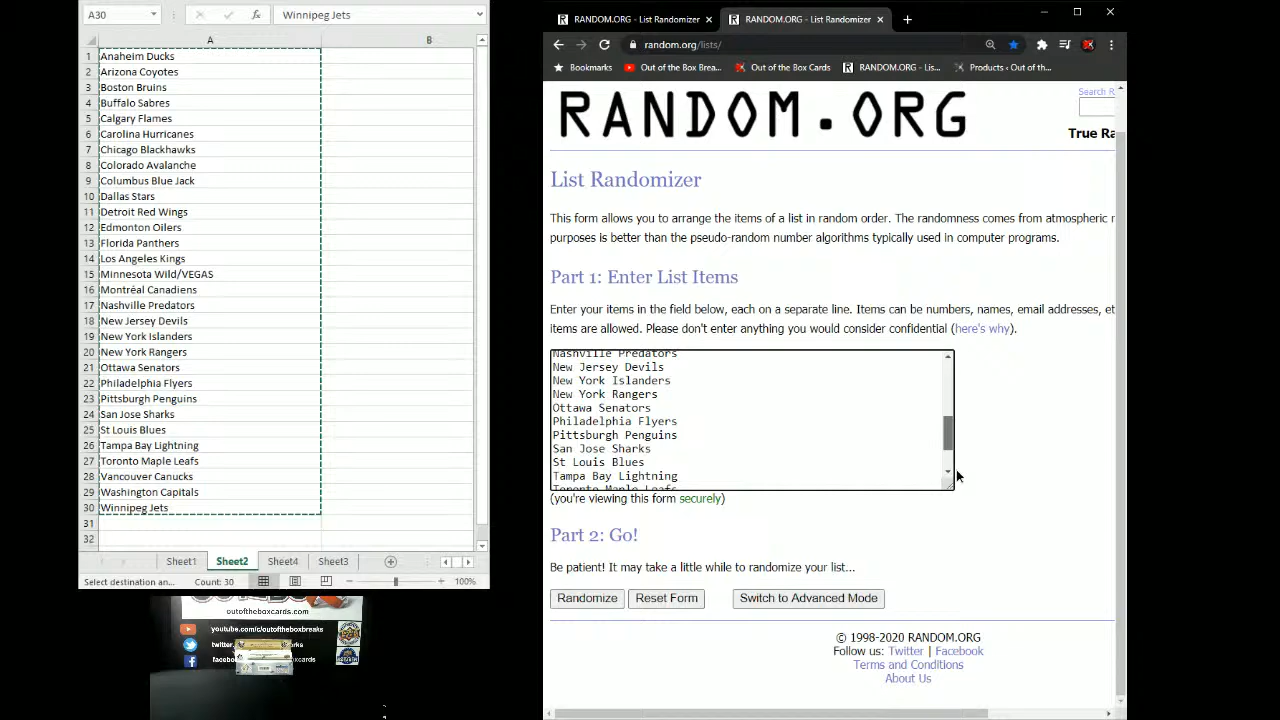 A30
Winnipeg Jets
A
B
1 Anaheim Ducks
2 Arizona Coyotes
3 Boston Bruins
4 Buffalo Sabres
5 Calgary Flames
6 Carolina Hurricanes
7 Chicago Blackhawks
8 Colorado Avalanche
9 Columbus Blue Jack
10 Dallas Stars
11 Detroit Red Wings
12 Edmonton Oilers
13 Florida Panthers
14 Los Angeles Kings
15 Minnesota Wild/VEGAS
16 Montréal Canadiens
17 Nashville Predators
18 New Jersey Devils
19 New York Islanders
20 New York Rangers
21 Ottawa Senators
22 Philadelphia Flyers
23 Pittsburgh Penguins
24 San Jose Sharks
25 St Louis Blues
26 Tampa Bay Lightning
27 Toronto Maple Leafs
28 Vancouver Canucks
29 Washington Capitals
30 Winnipeg Jets
31
32
Sheet1 Sheet2 Sheet4 Sheet3
Select destination an... Count: 30 100%
outoftheboxcards.com
youtube.com/c/outoftheboxbreaks
twitter.
RANDOM.ORG - List Randomizer
RANDOM.ORG - List Randomizer
random.org/lists/
Bookmarks Out of the Box Brea... Out of the Box Cards RANDOM.ORG - Lis... Products ‹ Out of th...
RANDOM.ORG
Search R
True Ra
List Randomizer
This form allows you to arrange the items of a list in random order. The randomness comes from atmospheric
purposes is better than the pseudo-random number algorithms typically used in computer programs.
Part 1: Enter List Items
Enter your items in the field below, each on a separate line. Items can be numbers, names, email addresses, et
items are allowed. Please don't enter anything you would consider confidential (here's why).
Nashville Predators
New Jersey Devils
New York Islanders
New York Rangers
Ottawa Senators
Philadelphia Flyers
Pittsburgh Penguins
San Jose Sharks
St Louis Blues
Tampa Bay Lightning
Toronto Maple Leafs
(you're viewing this form securely)
Part 2: Go!
Be patient! It may take a little while to randomize your list...
Randomize Reset Form Switch to Advanced Mode
© 1998-2020 RANDOM.ORG
Follow us: Twitter | Facebook
Terms and Conditions
About Us